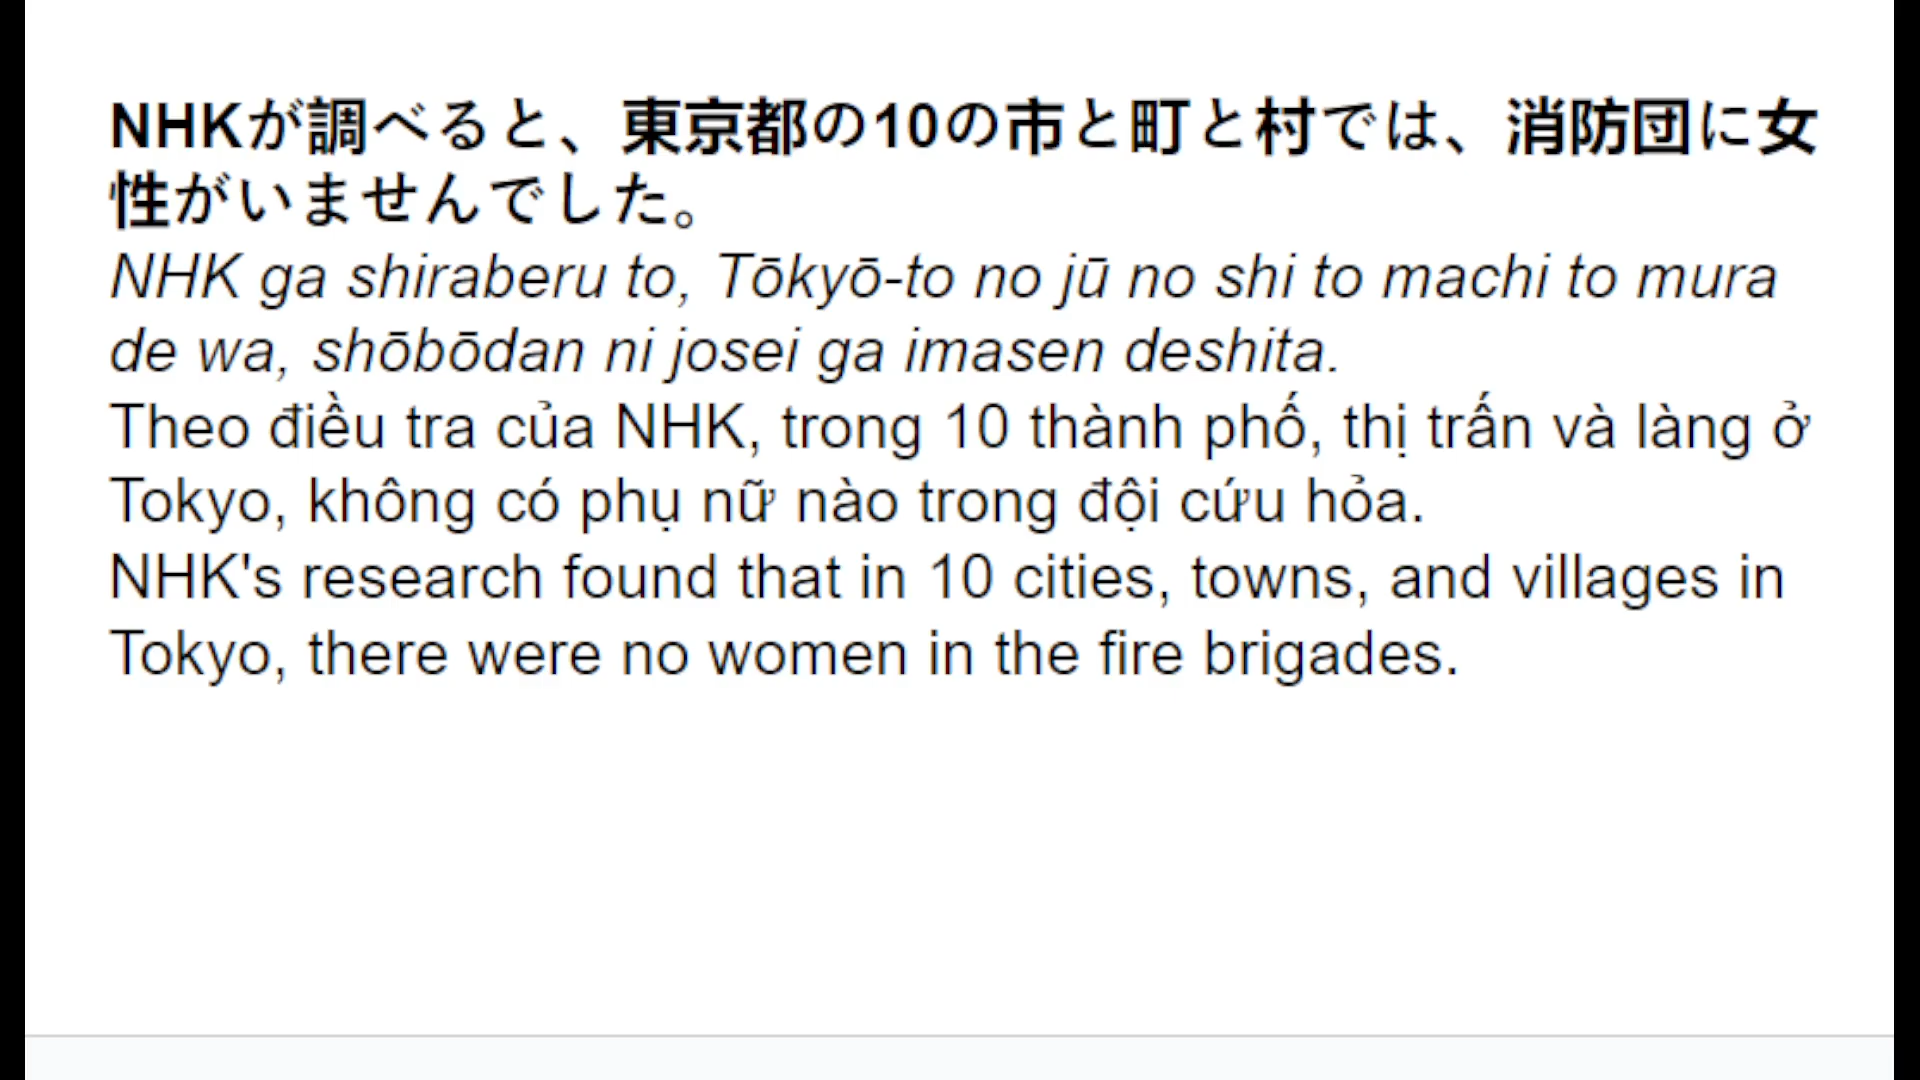 NHKが調べると、東京都の10の市と町と村では、消防団に女
性がいませんでした。
NHK ga shiraberu to, Tōkyō-to no jū no shi to machi to mura
de wa, shōbōdan ni josei ga imasen deshita.
Theo điều tra của NHK, trong 10 thành phố, thị trấn và làng ở
Tokyo, không có phụ nữ nào trong đội cứu hỏa.
NHK's research found that in 10 cities, towns, and villages in
Tokyo, there were no women in the fire brigades.